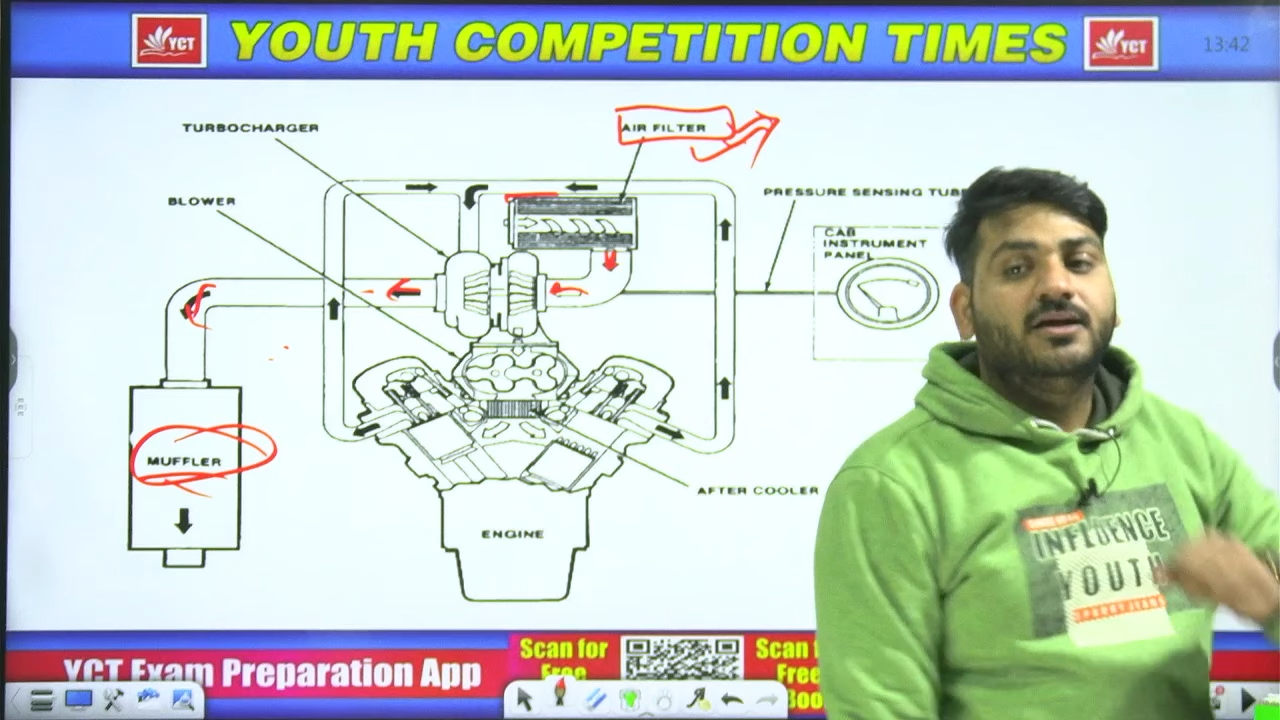 YCT
YOUTH COMPETITION TIMES
YCT
13:42
TURBOCHARGER
AIR FILTER
BLOWER
PRESSURE SENSING TUBE
CAB
INSTRUMENT
PANEL
MUFFLER
AFTER COOLER
ENGINE
INFLUENCE
YOUTH
YCT Exam Preparation App
Scan for
Free
Scan
Free